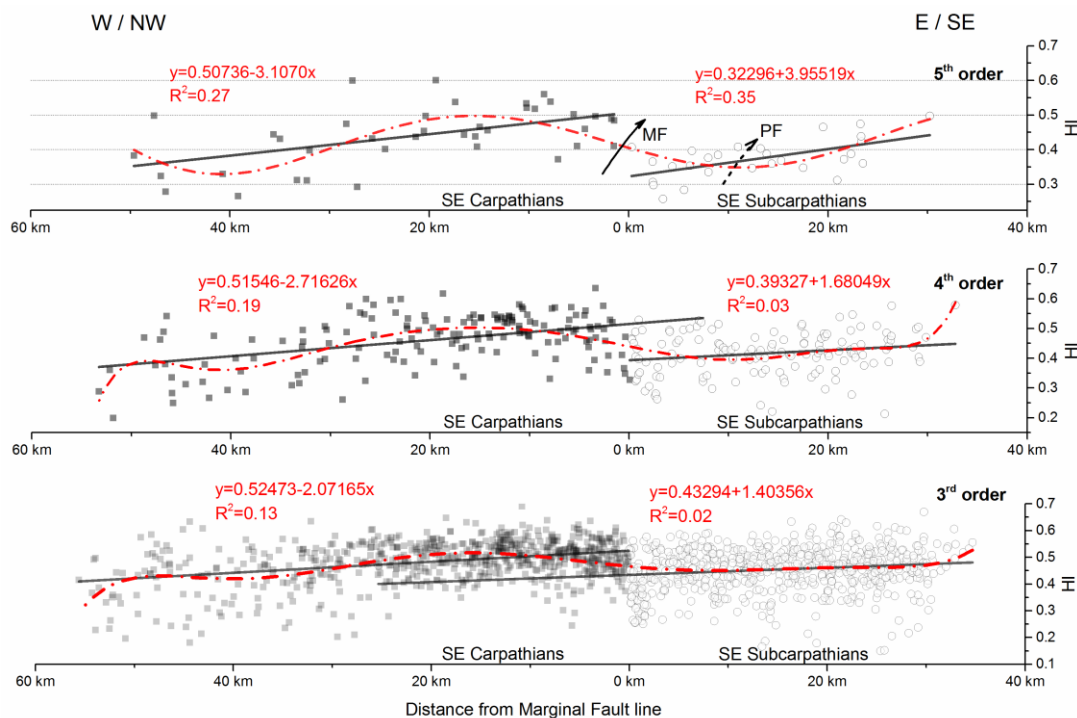 W / NW
E / SE
y=0.50736-3.1070x
R²=0.27
y=0.32296+3.95519x
R²=0.35
5th order
MF
PF
SE Carpathians
SE Subcarpathians
0.7
0.6
0.5
0.4
0.3
HI
60 km
40 km
20 km
0 km
20 km
40 km
y=0.51546-2.71626x
R²=0.19
y=0.39327+1.68049x
R²=0.03
4th order
SE Carpathians
SE Subcarpathians
0.7
0.6
0.5
0.4
0.3
0.2
HI
60 km
40 km
20 km
0 km
20 km
40 km
y=0.52473-2.07165x
R²=0.13
y=0.43294+1.40356x
R²=0.02
3rd order
SE Carpathians
SE Subcarpathians
0.7
0.6
0.5
0.4
0.3
0.2
0.1
HI
60 km
40 km
20 km
0 km
20 km
40 km
Distance from Marginal Fault line